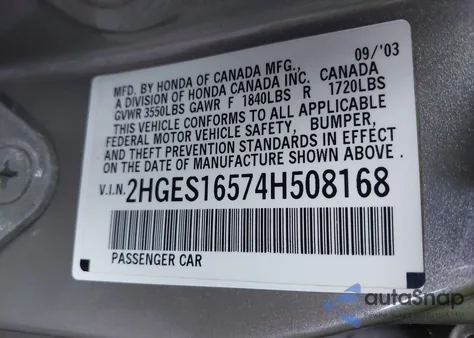 09/'03
MFD. BY HONDA OF CANADA MFG.,
A DIVISION OF HONDA CANADA INC. CANADA
GVWR 3550LBS GAWR F 1840LBS R 1720LBS
THIS VEHICLE CONFORMS TO ALL APPLICABLE
FEDERAL MOTOR VEHICLE SAFETY, BUMPER,
AND THEFT PREVENTION STANDARDS IN EFFECT
ON THE DATE OF MANUFACTURE SHOWN ABOVE.
V.I.N. 2HGES16574H508168
PASSENGER CAR
autoSnap